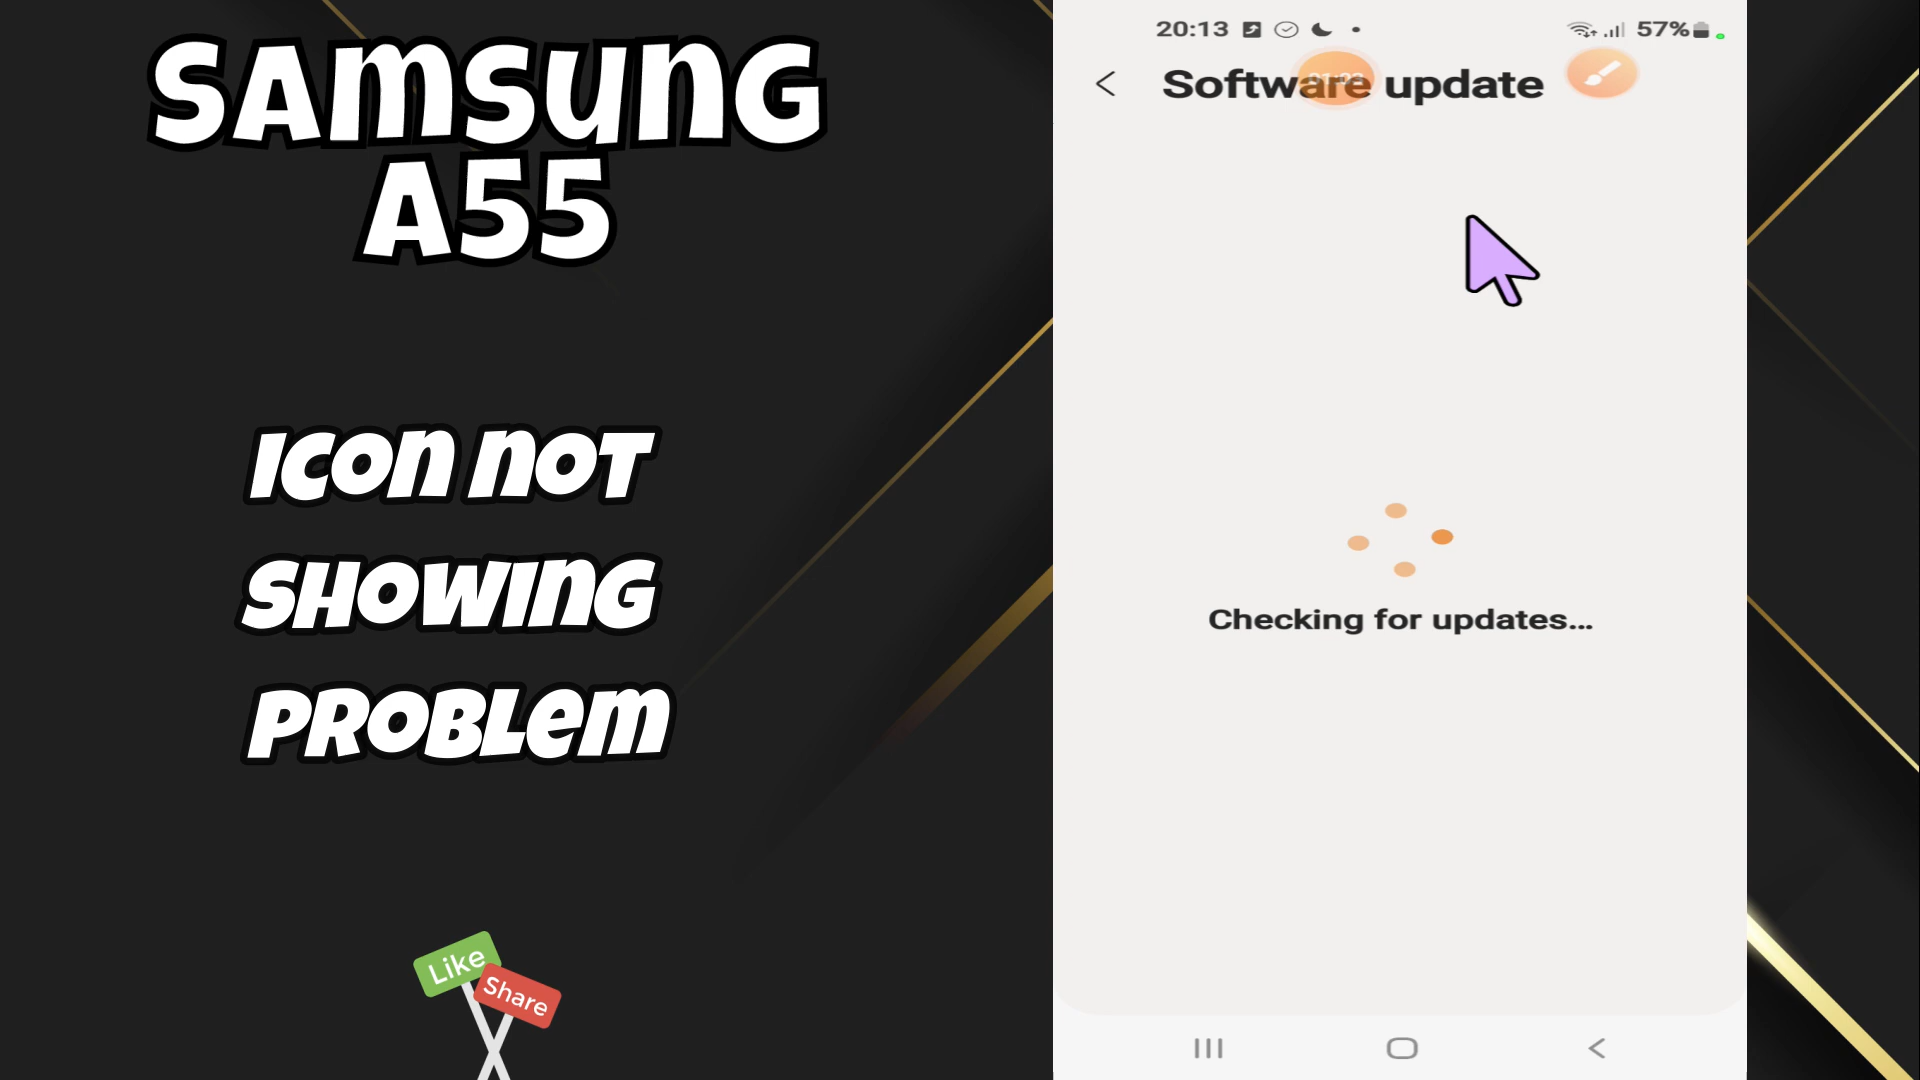 Samsung
A55
Icon not
showing
problem
Like
Share
20:13
57%
Software update
Checking for updates...